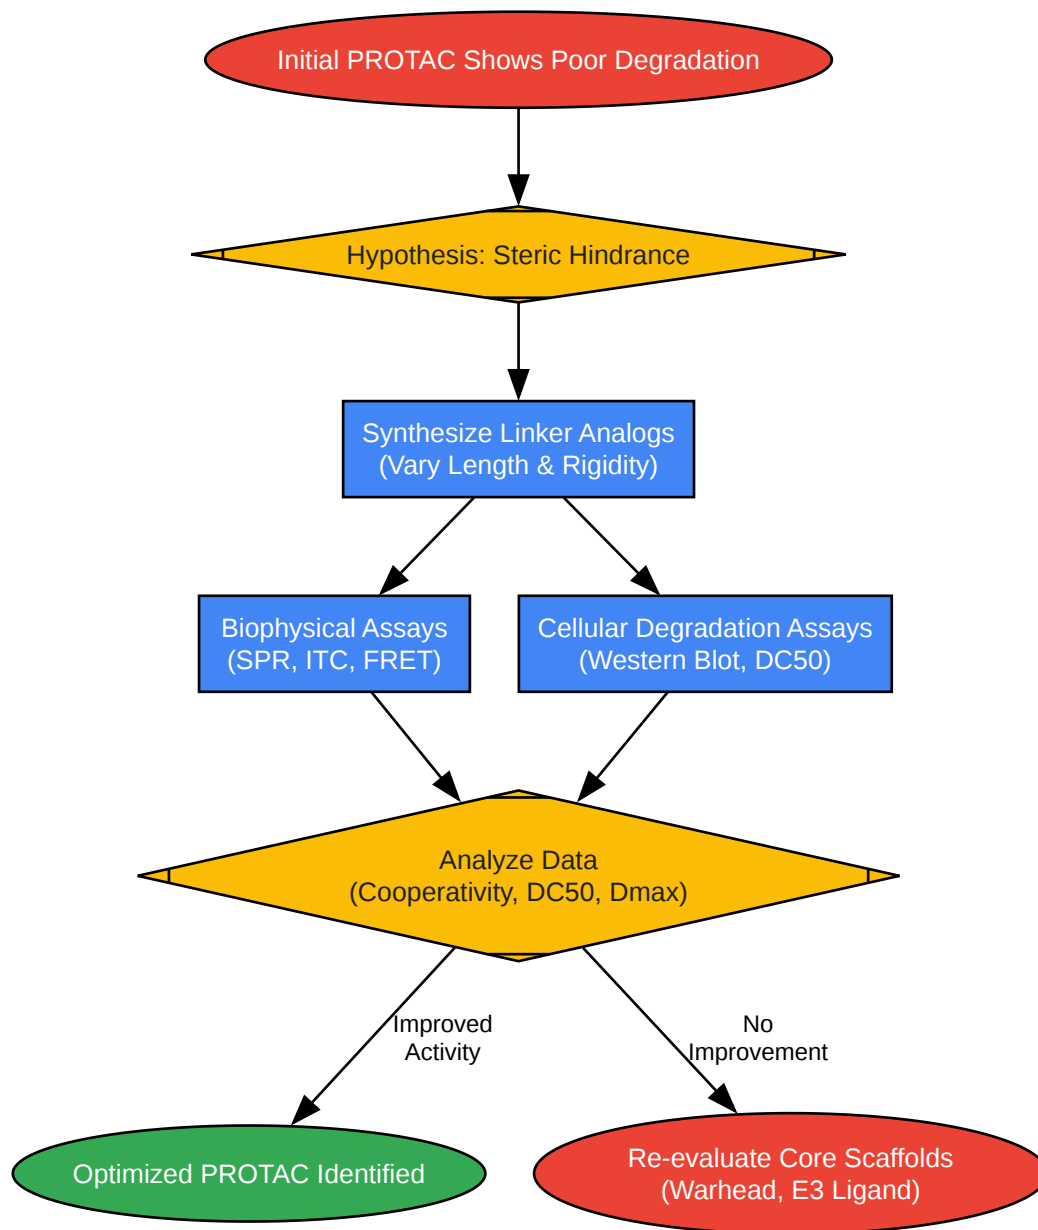 Initial PROTAC Shows Poor Degradation
Hypothesis: Steric Hindrance
Synthesize Linker Analogs
(Vary Length & Rigidity)
Biophysical Assays
(SPR, ITC, FRET)
Cellular Degradation Assays
(Western Blot, DC50)
Analyze Data
(Cooperativity, DC50, Dmax)
Improved
Activity
No
Improvement
Optimized PROTAC Identified
Re-evaluate Core Scaffolds
(Warhead, E3 Ligand)